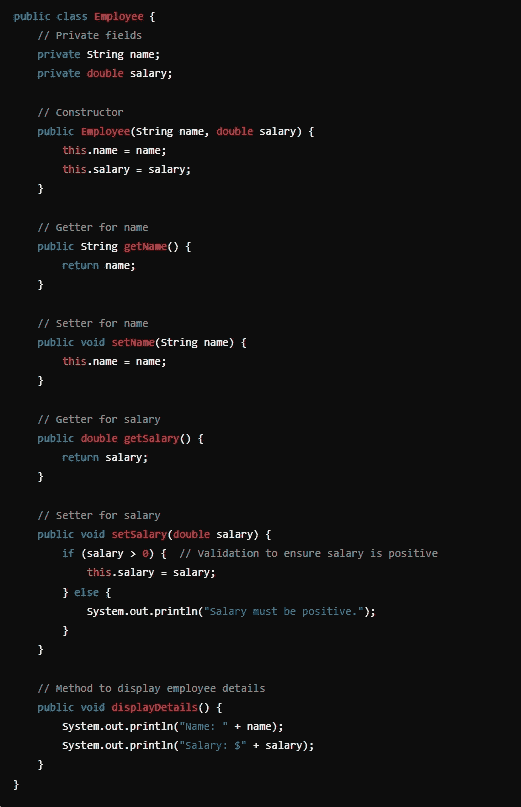 public class Employee {
    // Private fields
    private String name;
    private double salary;

    // Constructor
    public Employee(String name, double salary) {
        this.name = name;
        this.salary = salary;
    }

    // Getter for name
    public String getName() {
        return name;
    }

    // Setter for name
    public void setName(String name) {
        this.name = name;
    }

    // Getter for salary
    public double getSalary() {
        return salary;
    }

    // Setter for salary
    public void setSalary(double salary) {
        if (salary > 0) {  // Validation to ensure salary is positive
            this.salary = salary;
        } else {
            System.out.println("Salary must be positive.");
        }
    }

    // Method to display employee details
    public void displayDetails() {
        System.out.println("Name: " + name);
        System.out.println("Salary: $" + salary);
    }
}